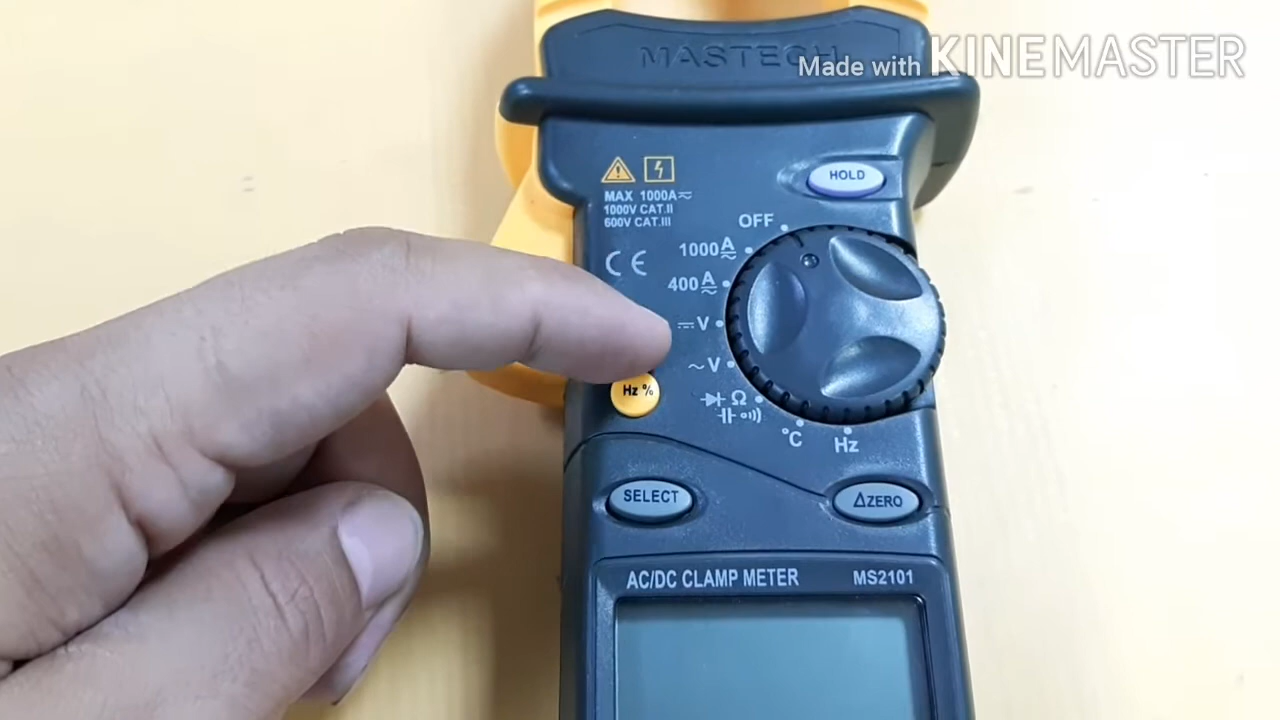 MASTECH
Made with KINEMASTER
HOLD
MAX 1000A
1000V CAT.II
600V CAT.III
CE
OFF
1000A
400A
V
~V
Ω
°C
Hz
Hz %
SELECT
ΔZERO
AC/DC CLAMP METER MS2101